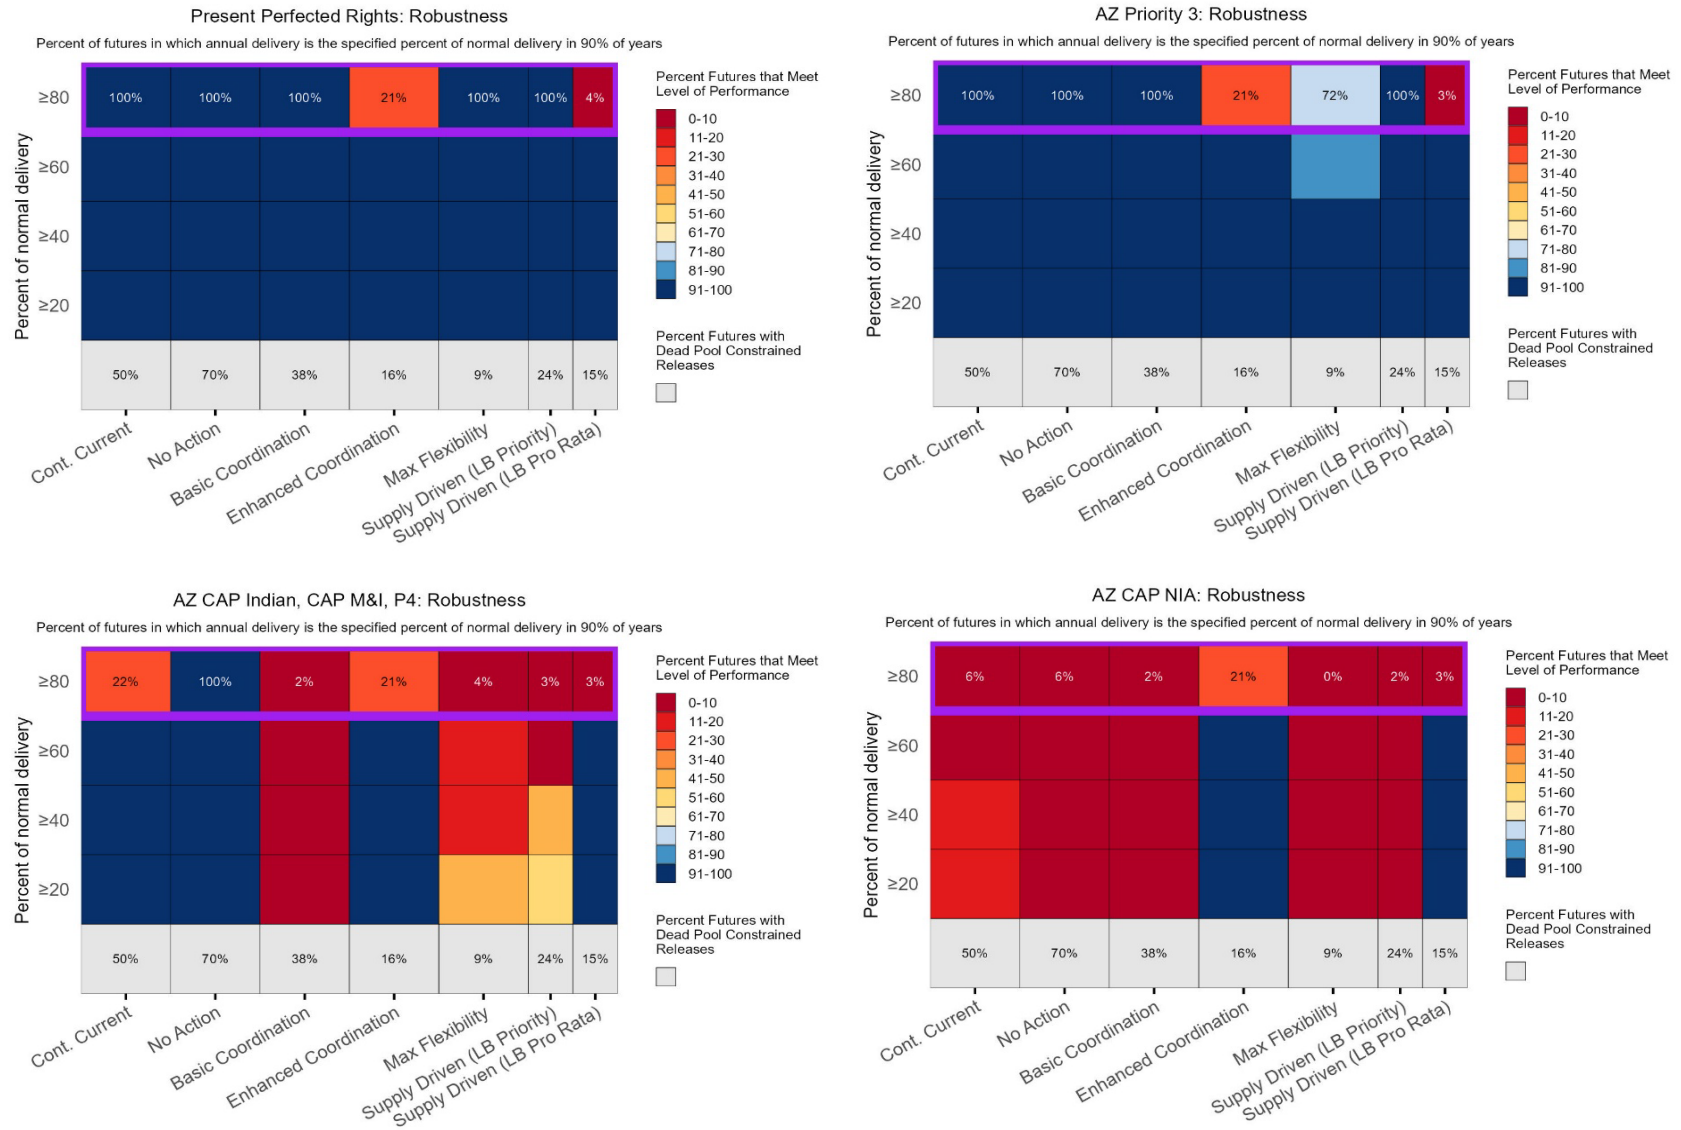 Present Perfected Rights: Robustness
Percent of futures in which annual delivery is the specified percent of normal delivery in 90% of years
Percent of normal delivery
≥80
100%
100%
100%
21%
100%
100%
4%
≥60
≥40
≥20
50%
70%
38%
16%
9%
24%
15%
Cont. Current
No Action
Basic Coordination
Enhanced Coordination
Max Flexibility
Supply Driven (LB Priority)
Supply Driven (LB Pro Rata)
Percent Futures that Meet
Level of Performance
0-10
11-20
21-30
31-40
41-50
51-60
61-70
71-80
81-90
91-100
Percent Futures with
Dead Pool Constrained
Releases
AZ Priority 3: Robustness
Percent of futures in which annual delivery is the specified percent of normal delivery in 90% of years
Percent of normal delivery
≥80
100%
100%
100%
21%
72%
100%
3%
≥60
≥40
≥20
50%
70%
38%
16%
9%
24%
15%
Cont. Current
No Action
Basic Coordination
Enhanced Coordination
Max Flexibility
Supply Driven (LB Priority)
Supply Driven (LB Pro Rata)
Percent Futures that Meet
Level of Performance
0-10
11-20
21-30
31-40
41-50
51-60
61-70
71-80
81-90
91-100
Percent Futures with
Dead Pool Constrained
Releases
AZ CAP Indian, CAP M&I, P4: Robustness
Percent of futures in which annual delivery is the specified percent of normal delivery in 90% of years
Percent of normal delivery
≥80
22%
100%
2%
21%
4%
3%
3%
≥60
≥40
≥20
50%
70%
38%
16%
9%
24%
15%
Cont. Current
No Action
Basic Coordination
Enhanced Coordination
Max Flexibility
Supply Driven (LB Priority)
Supply Driven (LB Pro Rata)
Percent Futures that Meet
Level of Performance
0-10
11-20
21-30
31-40
41-50
51-60
61-70
71-80
81-90
91-100
Percent Futures with
Dead Pool Constrained
Releases
AZ CAP NIA: Robustness
Percent of futures in which annual delivery is the specified percent of normal delivery in 90% of years
Percent of normal delivery
≥80
6%
6%
2%
21%
0%
2%
3%
≥60
≥40
≥20
50%
70%
38%
16%
9%
24%
15%
Cont. Current
No Action
Basic Coordination
Enhanced Coordination
Max Flexibility
Supply Driven (LB Priority)
Supply Driven (LB Pro Rata)
Percent Futures that Meet
Level of Performance
0-10
11-20
21-30
31-40
41-50
51-60
61-70
71-80
81-90
91-100
Percent Futures with
Dead Pool Constrained
Releases